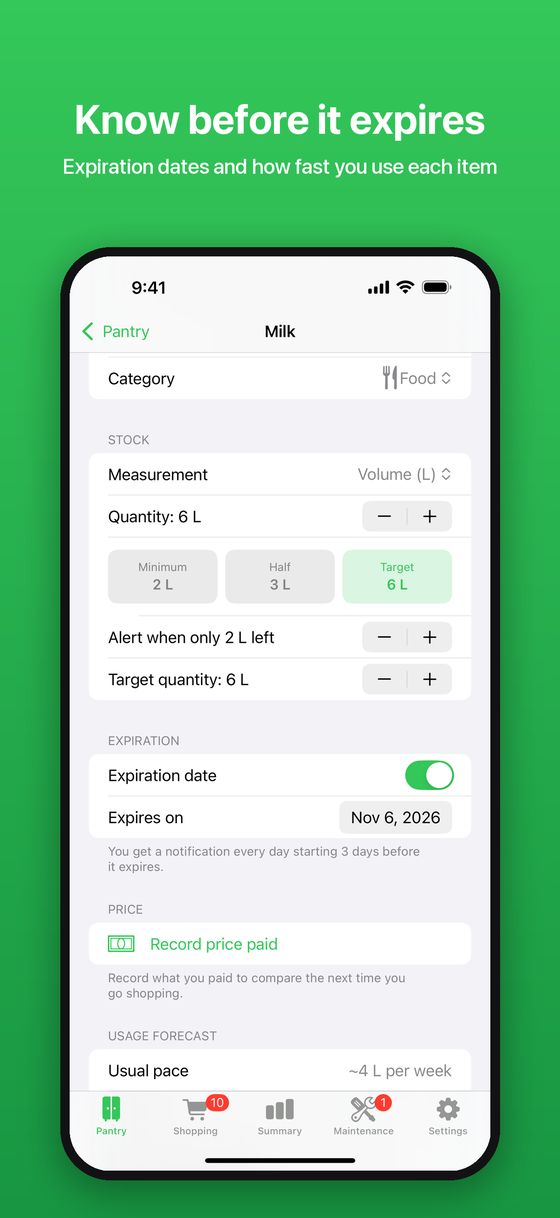 Know before it expires
Expiration dates and how fast you use each item
9:41
Pantry
Milk
Category
Food
STOCK
Measurement
Volume (L)
Quantity: 6 L
− +
Minimum
2 L
Half
3 L
Target
6 L
Alert when only 2 L left
− +
Target quantity: 6 L
− +
EXPIRATION
Expiration date
Expires on
Nov 6, 2026
You get a notification every day starting 3 days before
it expires.
PRICE
Record price paid
Record what you paid to compare the next time you
go shopping.
USAGE FORECAST
Usual pace
~4 L per week
10
1
Pantry
Shopping
Summary
Maintenance
Settings